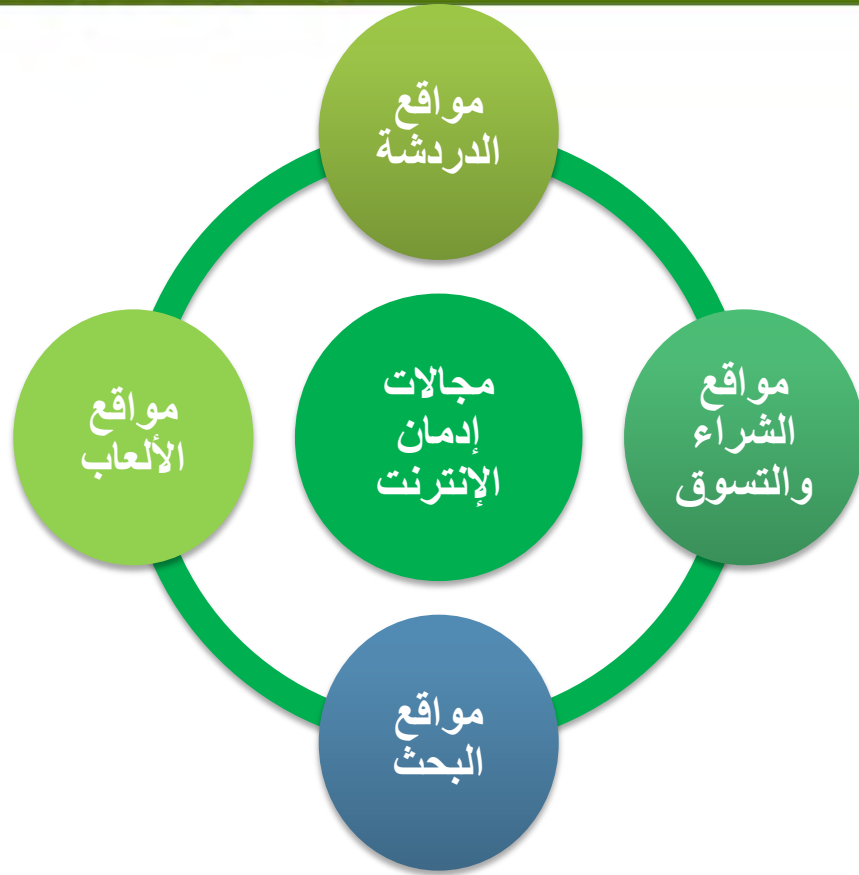 مواقع
الدردشة
مجالات
إدمان
الإنترنت
مواقع
الشراء
والتسوق
مواقع
الألعاب
مواقع
البحث